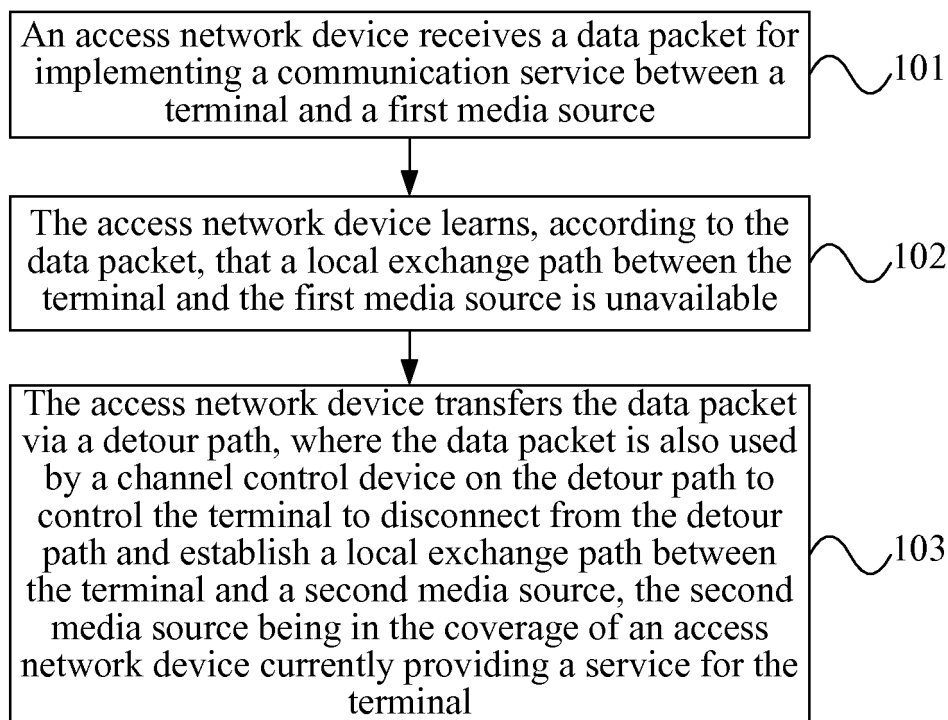 An access network device receives a data packet for
implementing a communication service between a
terminal and a first media source
101
The access network device learns, according to the
data packet, that a local exchange path between the
terminal and the first media source is unavailable
102
The access network device transfers the data packet
via a detour path, where the data packet is also used
by a channel control device on the detour path to
control the terminal to disconnect from the detour
path and establish a local exchange path between
the terminal and a second media source, the second
media source being in the coverage of an access
network device currently providing a service for the
terminal
103